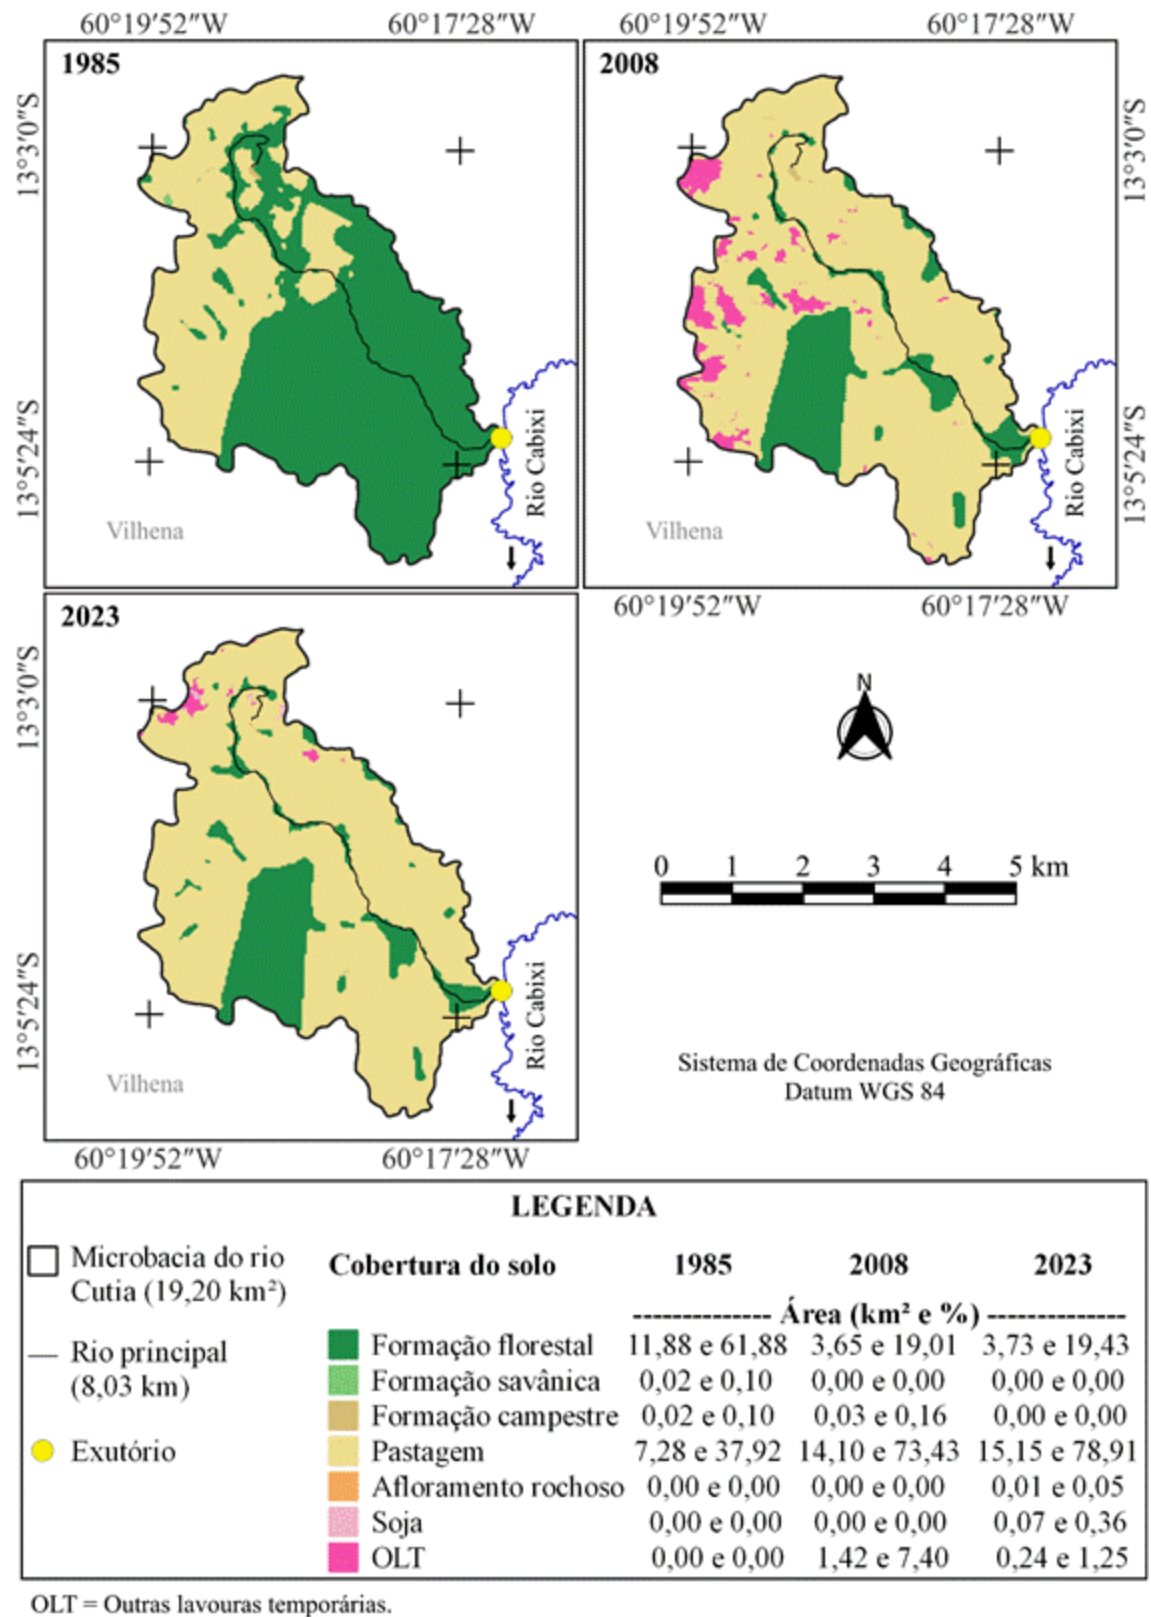 60°19′52″W 60°17′28″W 60°19′52″W 60°17′28″W
1985
2008
13°3′0″S
13°3′0″S
13°5′24″S
13°5′24″S
Rio Cabixi
Rio Cabixi
Vilhena
Vilhena
60°19′52″W 60°17′28″W
2023
13°3′0″S
N
0 1 2 3 4 5 km
13°5′24″S
Rio Cabixi
Vilhena
Sistema de Coordenadas Geográficas
Datum WGS 84
60°19′52″W 60°17′28″W
LEGENDA
Microbacia do rio
Cutia (19,20 km²)
Rio principal
(8,03 km)
Exutório
Cobertura do solo 1985 2008 2023
-------------- Área (km² e %) --------------
Formação florestal 11,88 e 61,88 3,65 e 19,01 3,73 e 19,43
Formação savânica 0,02 e 0,10 0,00 e 0,00 0,00 e 0,00
Formação campestre 0,02 e 0,10 0,03 e 0,16 0,00 e 0,00
Pastagem 7,28 e 37,92 14,10 e 73,43 15,15 e 78,91
Afloramento rochoso 0,00 e 0,00 0,00 e 0,00 0,01 e 0,05
Soja 0,00 e 0,00 0,00 e 0,00 0,07 e 0,36
OLT 0,00 e 0,00 1,42 e 7,40 0,24 e 1,25
OLT = Outras lavouras temporárias.